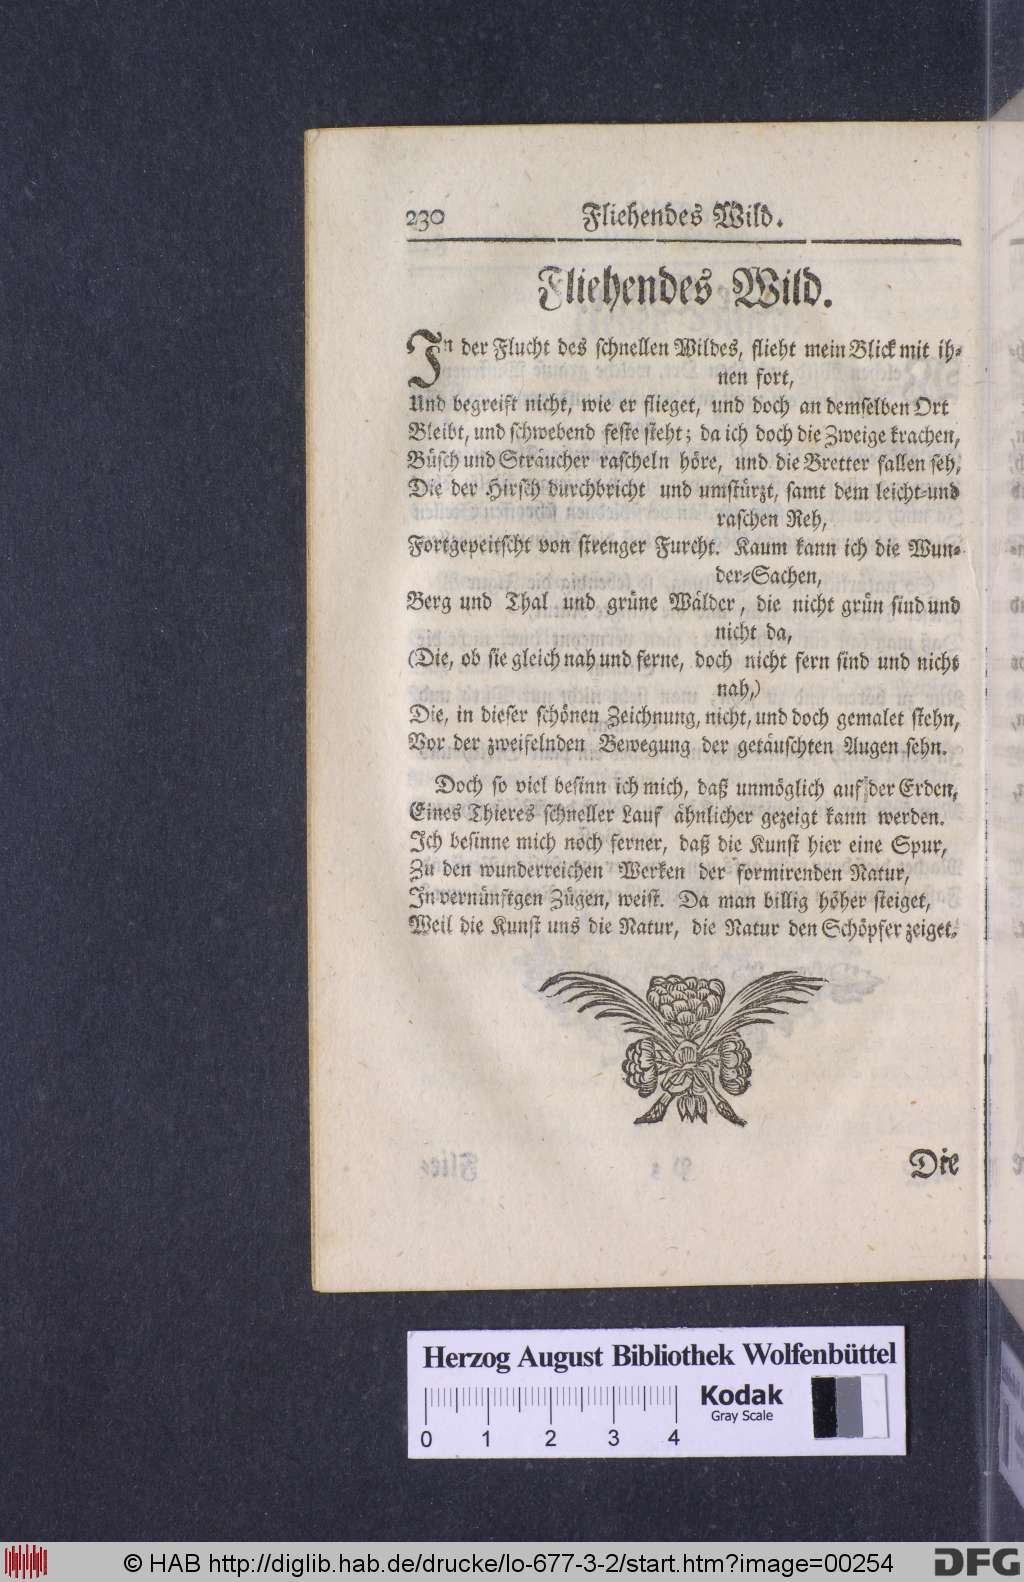 230 Fliehendes Wild.
Fliehendes Wild.
In der Flucht des schnellen Wildes, flieht mein Blick mit ih-
nen fort,
Und begreift nicht, wie er flieget, und doch an demselben Ort
Bleibt, und schwebend feste steht; da ich doch die Zweige krachen,
Büsch und Sträucher rascheln höre, und die Bretter fallen seh,
Die der Hirsch durchbricht und umstürzt, samt dem leicht-und
raschen Reh,
Fortgepeitscht von strenger Furcht. Kaum kann ich die Wun-
der-Sachen,
Berg und Thal und grüne Wälder, die nicht grün sind und
nicht da,
(Die, ob sie gleich nah und ferne, doch nicht fern sind und nicht
nah,)
Die, in dieser schönen Zeichnung, nicht, und doch gemalet stehn,
Vor der zweifelnden Bewegung der getäuschten Augen sehn.
Doch so viel besinn ich mich, daß unmöglich auf der Erden,
Eines Thieres schneller Lauf ähnlicher gezeigt kann werden.
Ich besinne mich noch ferner, daß die Kunst hier eine Spur,
Zu den wunderreichen Werken der formirenden Natur,
In vernünftgen Zügen, weist. Da man billig höher steiget,
Weil die Kunst uns die Natur, die Natur den Schöpfer zeiget.
Die
Herzog August Bibliothek Wolfenbüttel
Kodak
Gray Scale
0 1 2 3 4
© HAB http://diglib.hab.de/drucke/lo-677-3-2/start.htm?image=00254
DFG